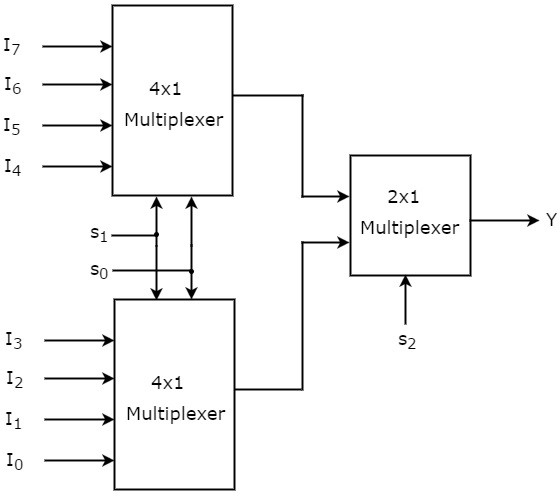 I7
I6
I5
I4
4x1
Multiplexer
s1
s0
2x1
Multiplexer
Y
s2
I3
I2
I1
I0
4x1
Multiplexer